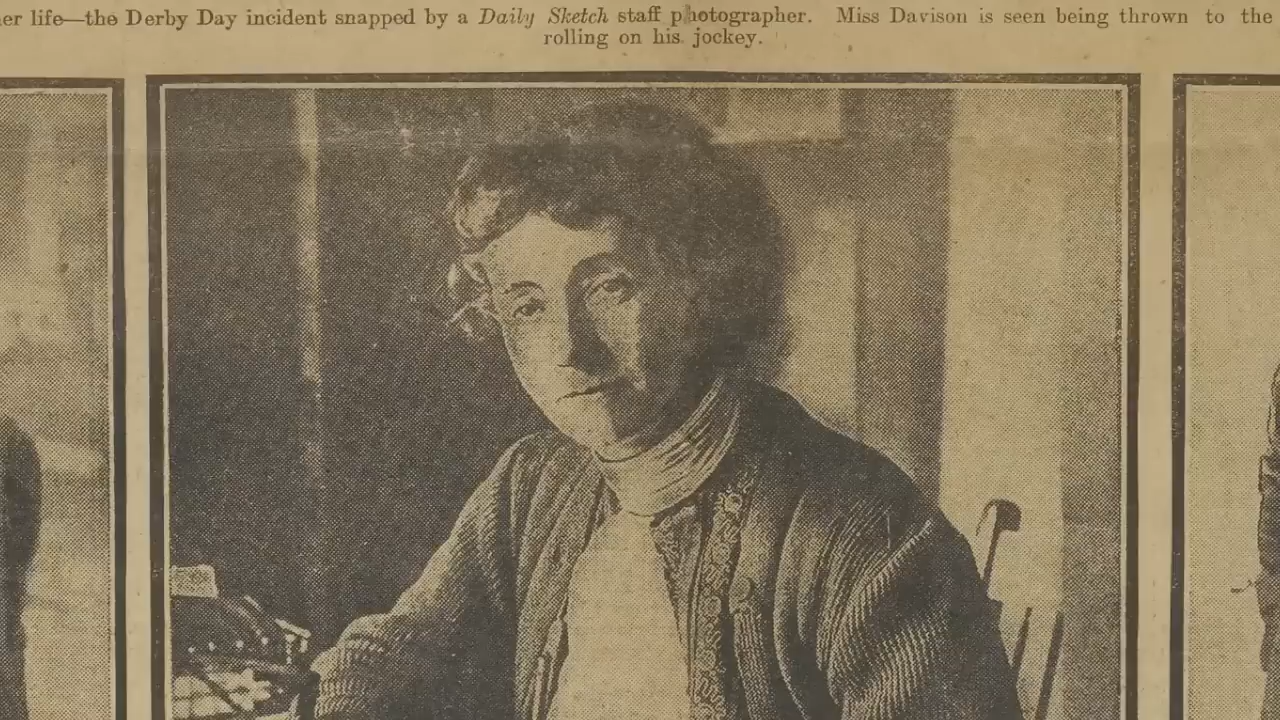 er life—the Derby Day incident snapped by a Daily Sketch staff photographer. Miss Davison is seen being thrown to the
rolling on his jockey.